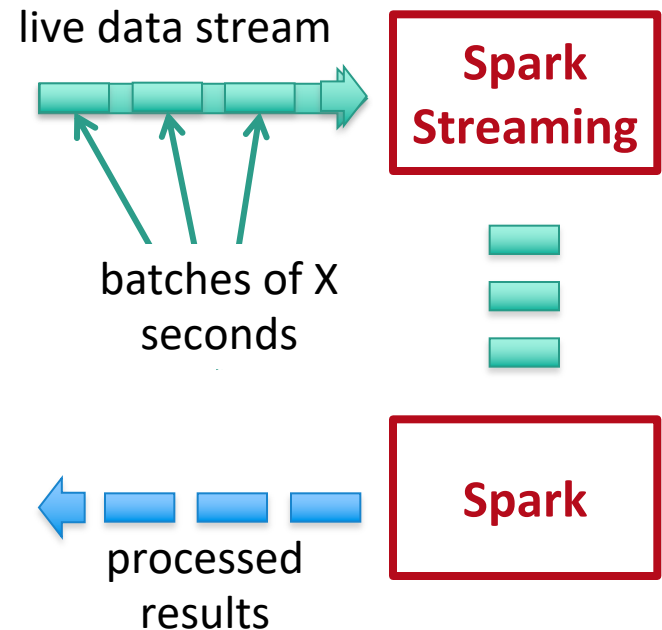 live data stream
Spark
Streaming
batches of X
seconds
Spark
processed
results